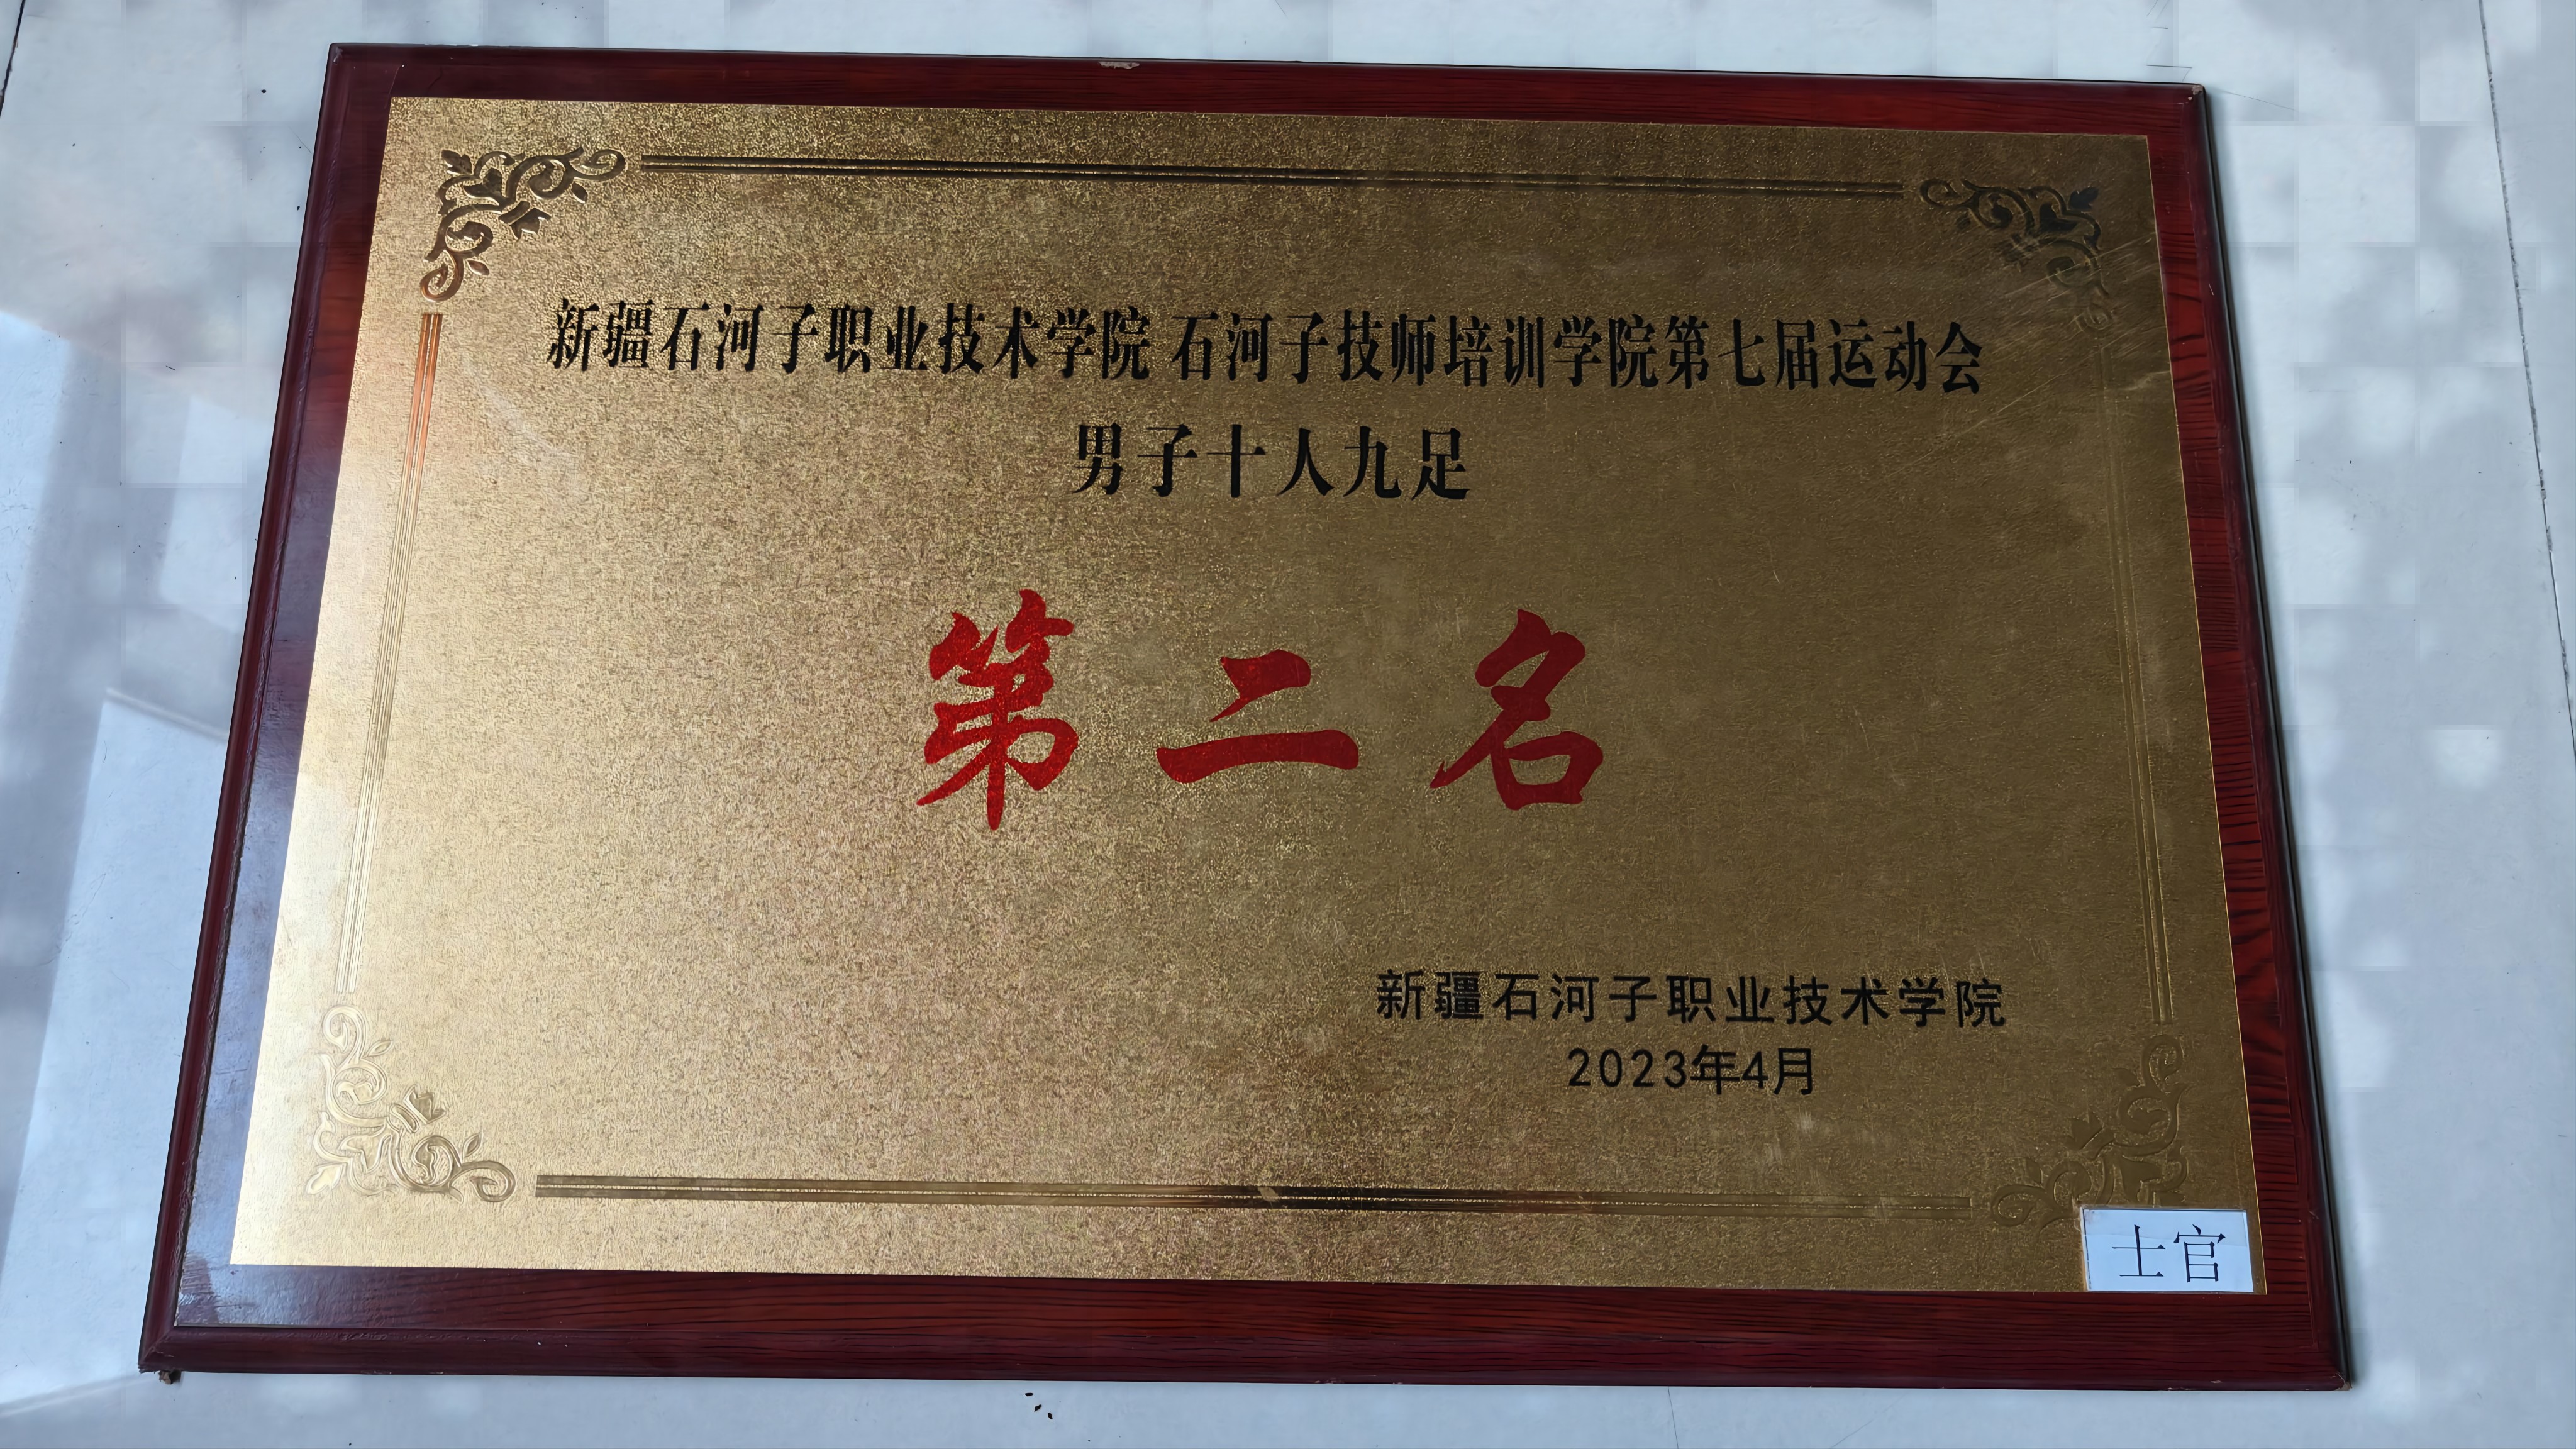 新疆石河子职业技术学院 石河子技师培训学院第七届运动会
男子十人九足
第二名
新疆石河子职业技术学院
2023年4月
士官